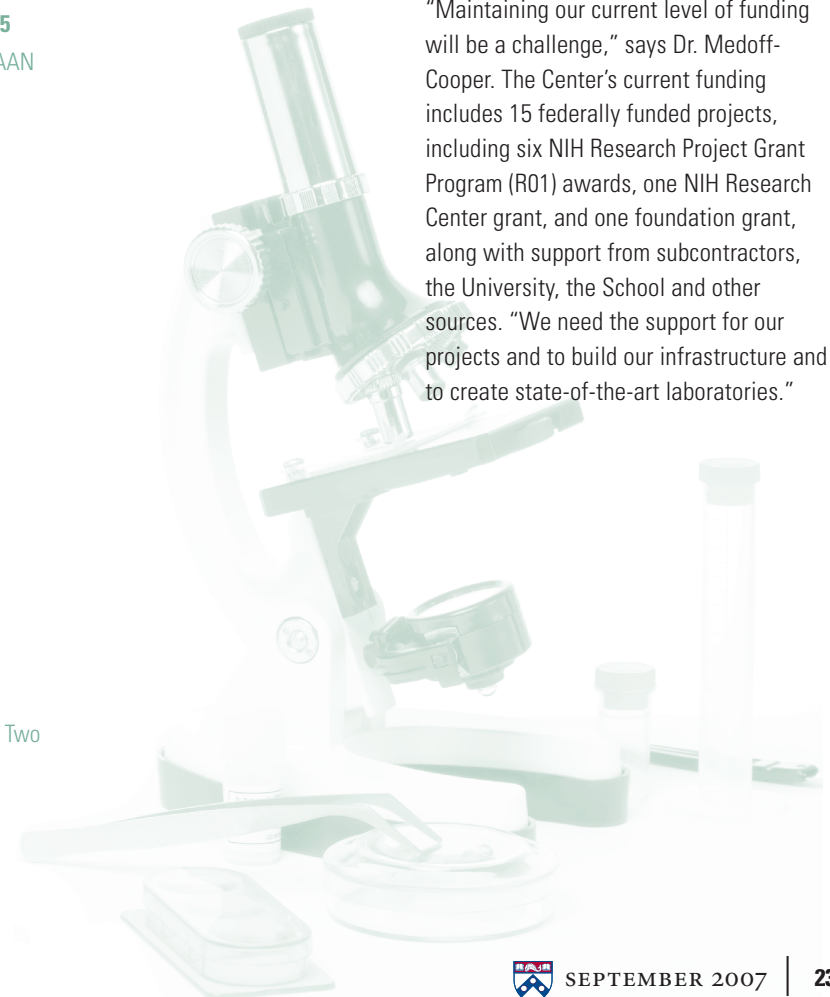 5
AAN
“Maintaining our current level of funding
will be a challenge,” says Dr. Medoff-
Cooper. The Center’s current funding
includes 15 federally funded projects,
including six NIH Research Project Grant
Program (R01) awards, one NIH Research
Center grant, and one foundation grant,
along with support from subcontractors,
the University, the School and other
sources. “We need the support for our
projects and to build our infrastructure and
to create state-of-the-art laboratories.”
Two
SEPTEMBER 2007 | 23